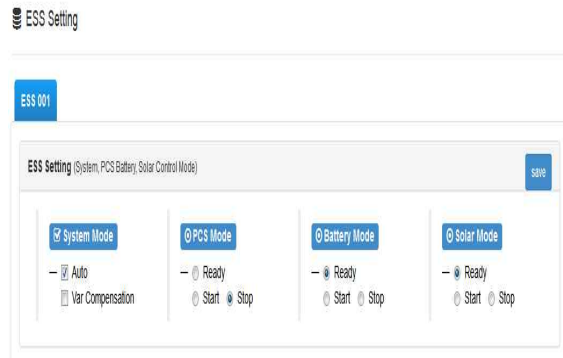 ESS Setting
ESS 001
ESS Setting (System, PCS Battery, Solar Control Mode)
save
System Mode
PCS Mode
Battery Mode
Solar Mode
Auto
Ready
Ready
Ready
Var Compensation
Start Stop
Start Stop
Start Stop